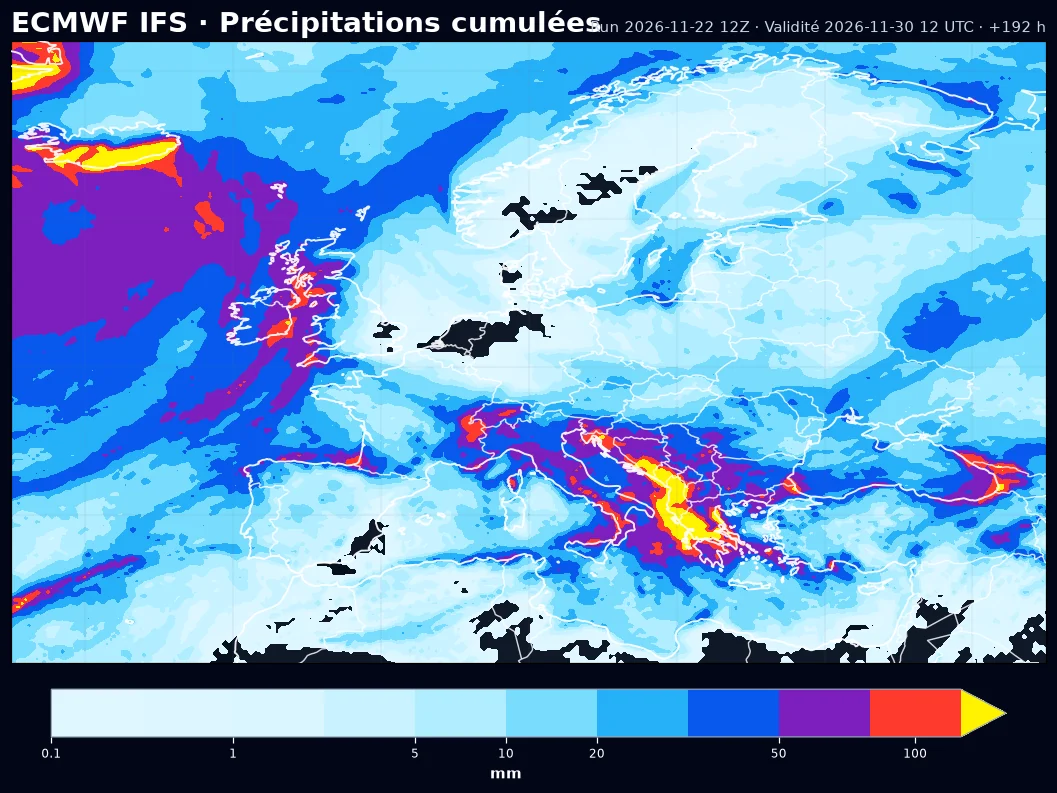 ECMWF IFS · Précipitations cumulées
Run 2026-11-22 12Z · Validité 2026-11-30 12 UTC · +192 h
0.1 1 5 10 20 50 100
mm